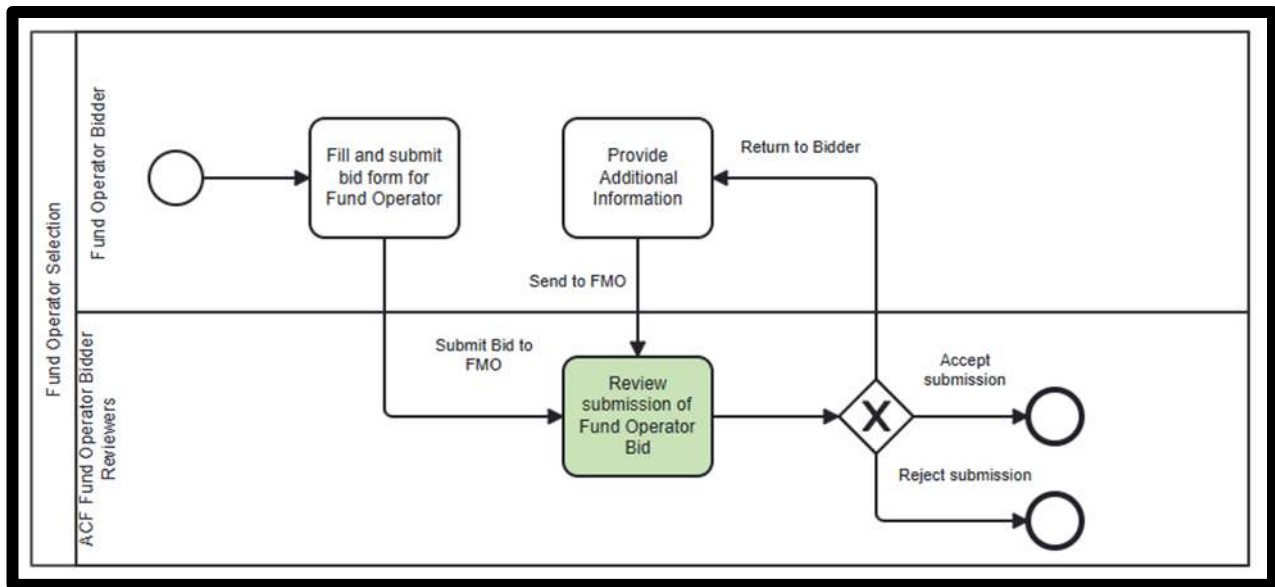 Fund Operator Selection
Fund Operator Bidder
Fill and submit
bid form for
Fund Operator
Provide
Additional
Information
Return to Bidder
Send to FMO
ACF Fund Operator Bidder
Reviewers
Submit Bid to
FMO
Review
submission of
Fund Operator
Bid
X
Accept
submission
Reject submission